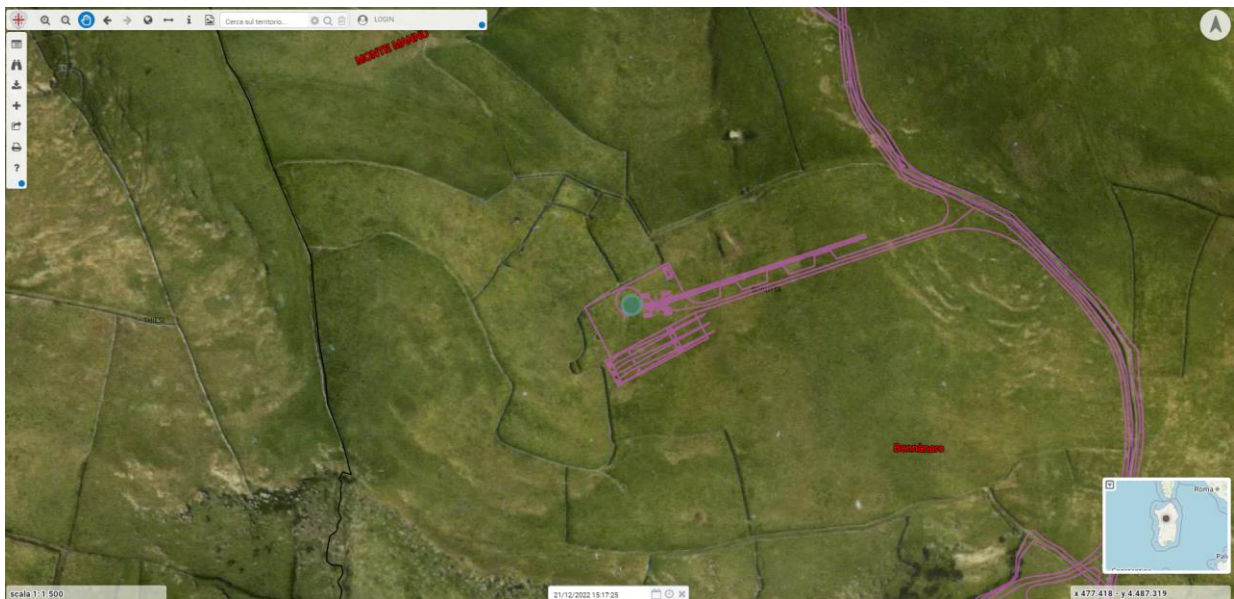 Cerca sul territorio...
LOGIN
MONTE MANNU
Bonnànaro
Roma
scala 1: 1.500
21/12/2022 15:17:25
x 477.418 - y 4.487.319